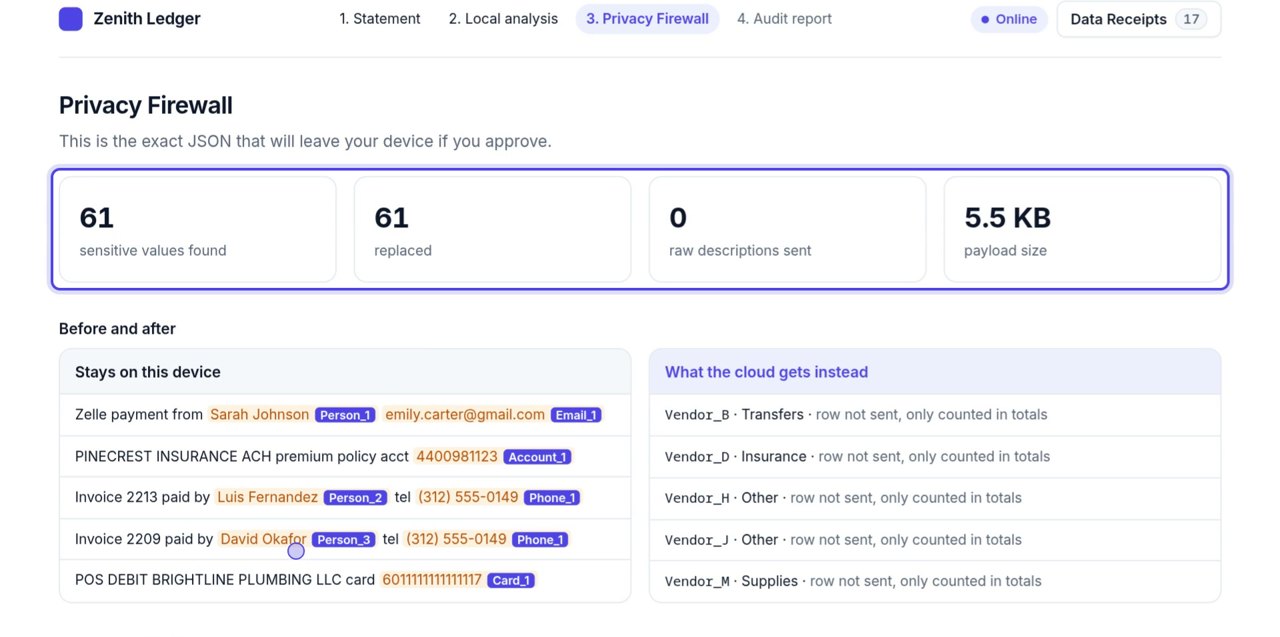 Zenith Ledger 1. Statement 2. Local analysis 3. Privacy Firewall 4. Audit report Online Data Receipts 17
Privacy Firewall
This is the exact JSON that will leave your device if you approve.
61 61 0 5.5 KB
sensitive values found replaced raw descriptions sent payload size
Before and after
Stays on this device What the cloud gets instead
Zelle payment from Sarah Johnson Person_1 emily.carter@gmail.com Email_1 Vendor_B · Transfers · row not sent, only counted in totals
PINECREST INSURANCE ACH premium policy acct 4400981123 Account_1 Vendor_D · Insurance · row not sent, only counted in totals
Invoice 2213 paid by Luis Fernandez Person_2 tel (312) 555-0149 Phone_1 Vendor_H · Other · row not sent, only counted in totals
Invoice 2209 paid by David Okafor Person_3 tel (312) 555-0149 Phone_1 Vendor_J · Other · row not sent, only counted in totals
POS DEBIT BRIGHTLINE PLUMBING LLC card 6011111111111117 Card_1 Vendor_M · Supplies · row not sent, only counted in totals